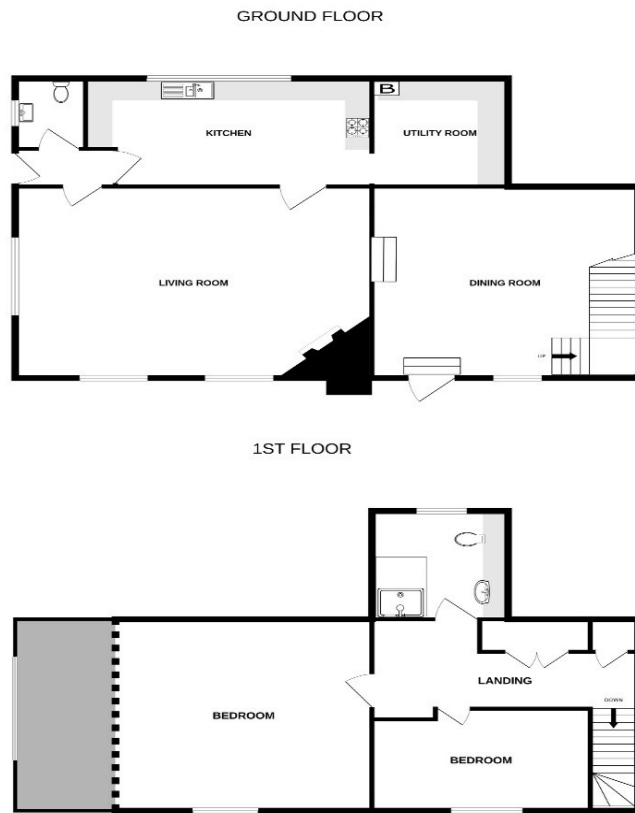 GROUND FLOOR
B
KITCHEN
UTILITY ROOM
LIVING ROOM
DINING ROOM
UP
1ST FLOOR
LANDING
DOWN
BEDROOM
BEDROOM